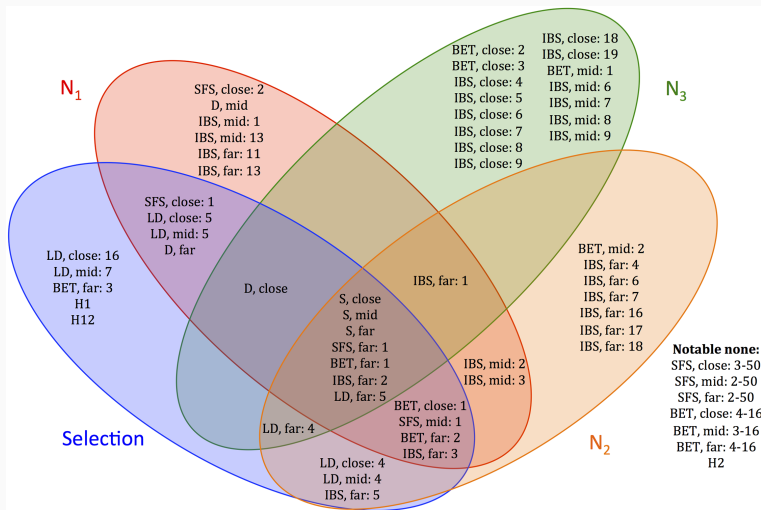 N1
SFS, close: 2
D, mid
IBS, mid: 1
IBS, mid: 13
IBS, far: 11
IBS, far: 13
BET, close: 2
BET, close: 3
IBS, close: 4
IBS, close: 5
IBS, close: 6
IBS, close: 7
IBS, close: 8
IBS, close: 9
IBS, close: 18
IBS, close: 19
BET, mid: 1
IBS, mid: 6
IBS, mid: 7
IBS, mid: 8
IBS, mid: 9
N3
SFS, close: 1
LD, close: 5
LD, mid: 5
D, far
LD, close: 16
LD, mid: 7
BET, far: 3
H1
H12
D, close
IBS, far: 1
S, close
S, mid
S, far
SFS, far: 1
BET, far: 1
IBS, far: 2
LD, far: 5
BET, mid: 2
IBS, far: 4
IBS, far: 6
IBS, far: 7
IBS, far: 16
IBS, far: 17
IBS, far: 18
IBS, mid: 2
IBS, mid: 3
BET, close: 1
SFS, mid: 1
BET, far: 2
IBS, far: 3
LD, far: 4
LD, close: 4
LD, mid: 4
IBS, far: 5
Selection
N2
Notable none:
SFS, close: 3-50
SFS, mid: 2-50
SFS, far: 2-50
BET, close: 4-16
BET, mid: 3-16
BET, far: 4-16
H2